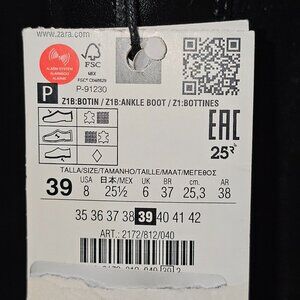 www.zara.com
ALARM SYSTEM
ALARMADO
ALARME
FSC
MIX
P
P-91230
Z1B:BOTIN / Z1B:ANKLE BOOT / Z1:BOTTINES
EAC
25
TALLA/SIZE/TAMANHO/TAILLE/MAAT/ΜΕΓΕΘΟΣ
39
USA 日本/MEX UK BR cm. AR
8 25½ 6 37 25,3 38
35 36 37 38 39 40 41 42
ART.: 2172/812/040